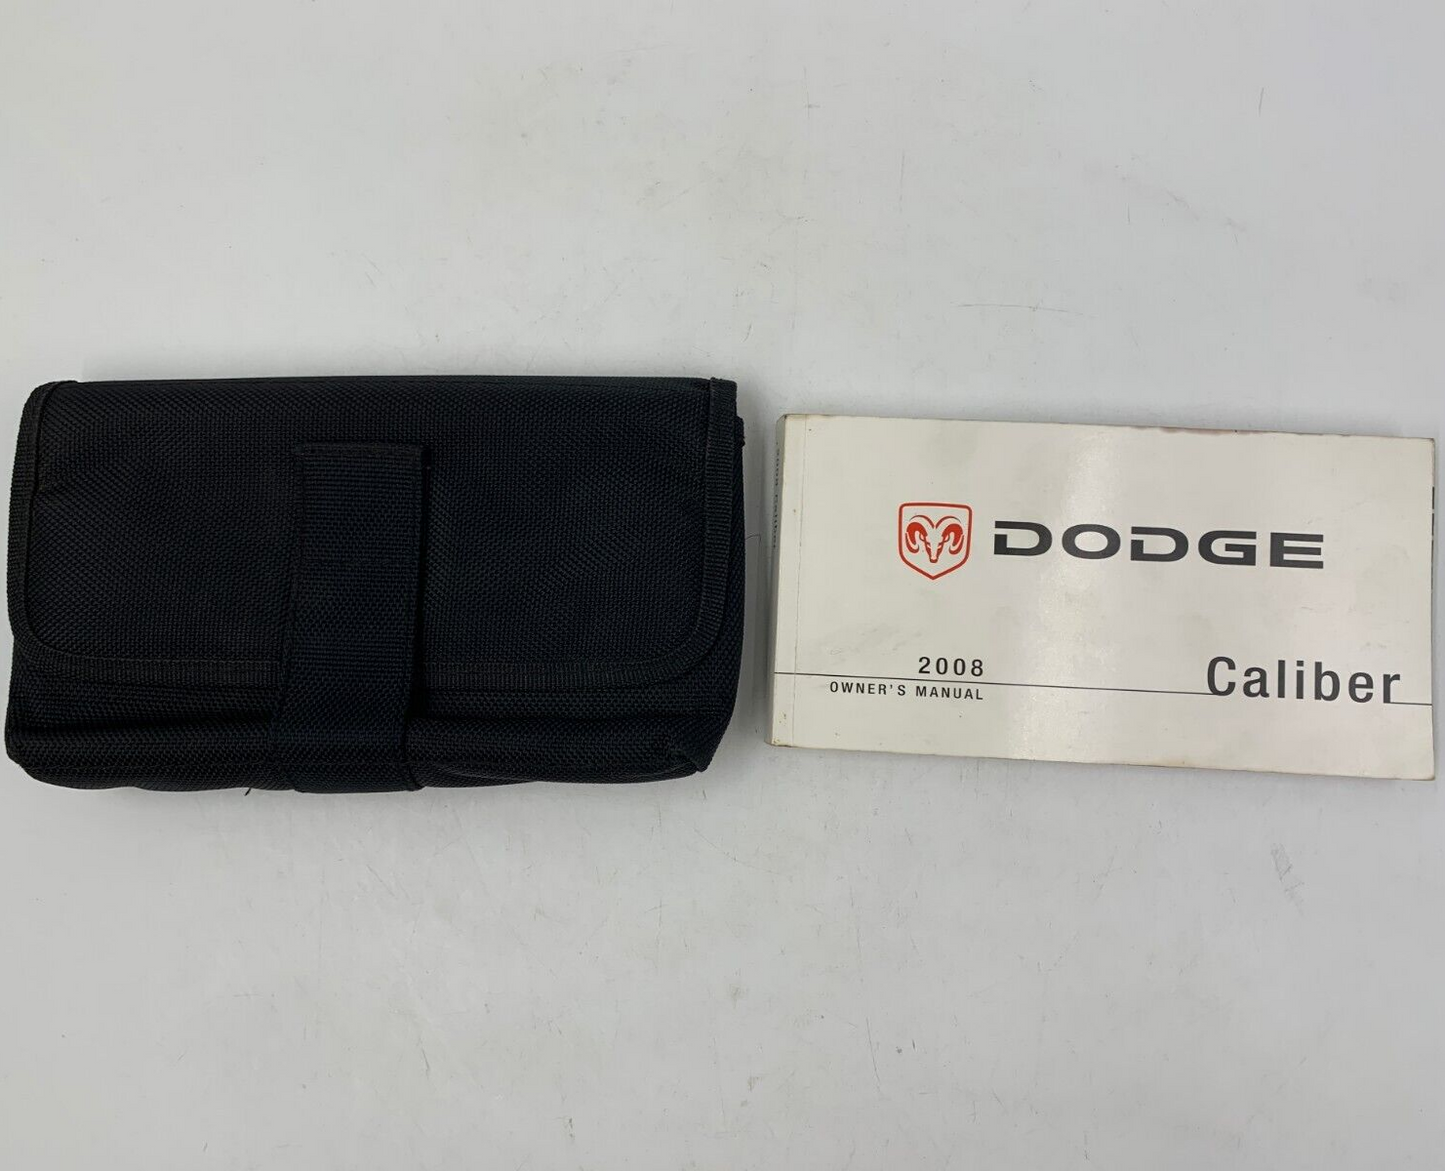 DODGE
2008
OWNER'S MANUAL
Caliber